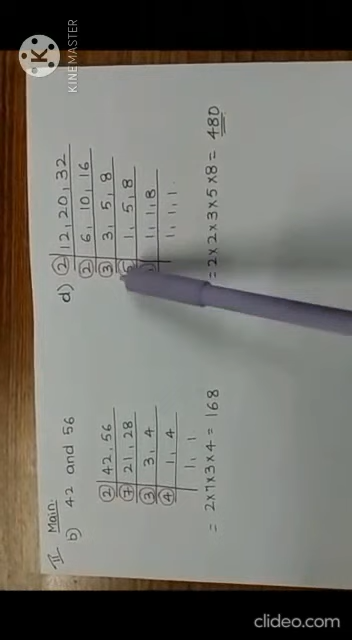 KINEMASTER
II Main:
b) 42 and 56
2 42, 56
7 21, 28
3 3, 4
4 1, 4
1, 1
= 2x7x3x4 = 168
d) 2 12, 20, 32
2 6, 10, 16
3 3, 5, 8
5 1, 5, 8
1, 1, 8
1, 1, 1.
= 2x2x3x5x8 = 480
clideo.com